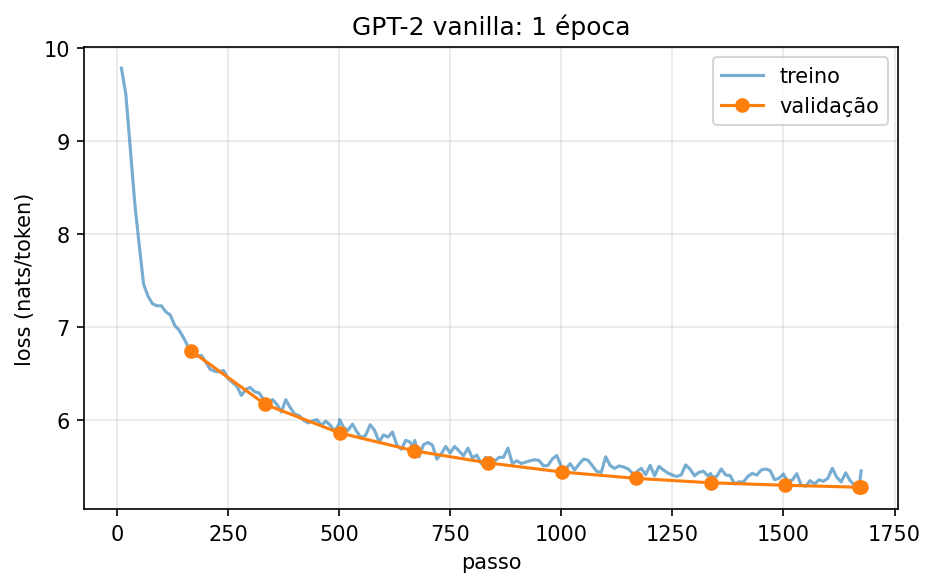 GPT-2 vanilla: 1 época
treino
validação
10
9
8
7
6
loss (nats/token)
0
250
500
750
1000
1250
1500
1750
passo